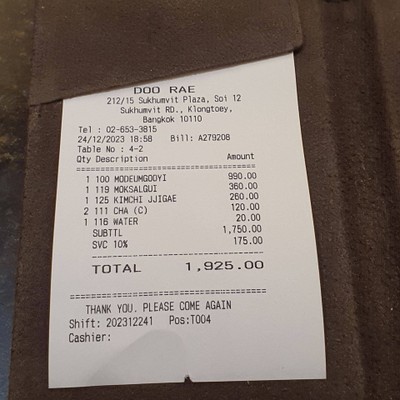 DOO RAE
212/15 Sukhumvit Plaza, Soi 12
Sukhumvit RD., Klongtoey,
Bangkok 10110
Tel : 02-653-3815
24/12/2023 18:58 Bill: A279208
Table No : 4-2
Qty Description Amount
1 100 MODEUMGOOYI 990.00
1 119 MOKSALGUI 360.00
1 125 KIMCHI JJIGAE 260.00
2 111 CHA (C) 120.00
1 116 WATER 20.00
SUBTTL 1,750.00
SVC 10% 175.00
TOTAL 1,925.00
THANK YOU. PLEASE COME AGAIN
Shift: 202312241 Pos:T004
Cashier: